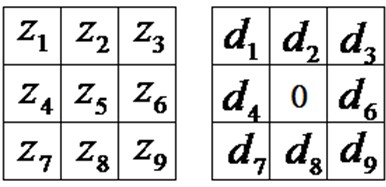 z₁ z₂ z₃ d₁ d₂ d₃
z₄ z₅ z₆ d₄ 0 d₆
z₇ z₈ z₉ d₇ d₈ d₉